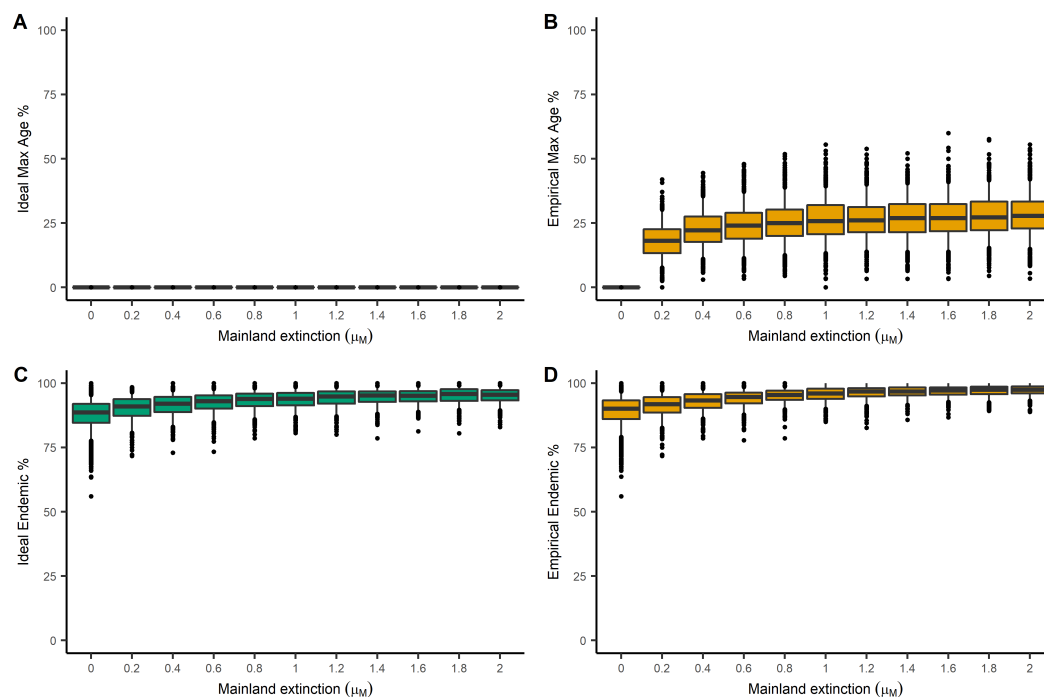 A
Ideal Max Age %
100
75
50
25
0
0 0.2 0.4 0.6 0.8 1 1.2 1.4 1.6 1.8 2
Mainland extinction (μM)
B
Empirical Max Age %
100
75
50
25
0
0 0.2 0.4 0.6 0.8 1 1.2 1.4 1.6 1.8 2
Mainland extinction (μM)
C
Ideal Endemic %
100
75
50
25
0
0 0.2 0.4 0.6 0.8 1 1.2 1.4 1.6 1.8 2
Mainland extinction (μM)
D
Empirical Endemic %
100
75
50
25
0
0 0.2 0.4 0.6 0.8 1 1.2 1.4 1.6 1.8 2
Mainland extinction (μM)